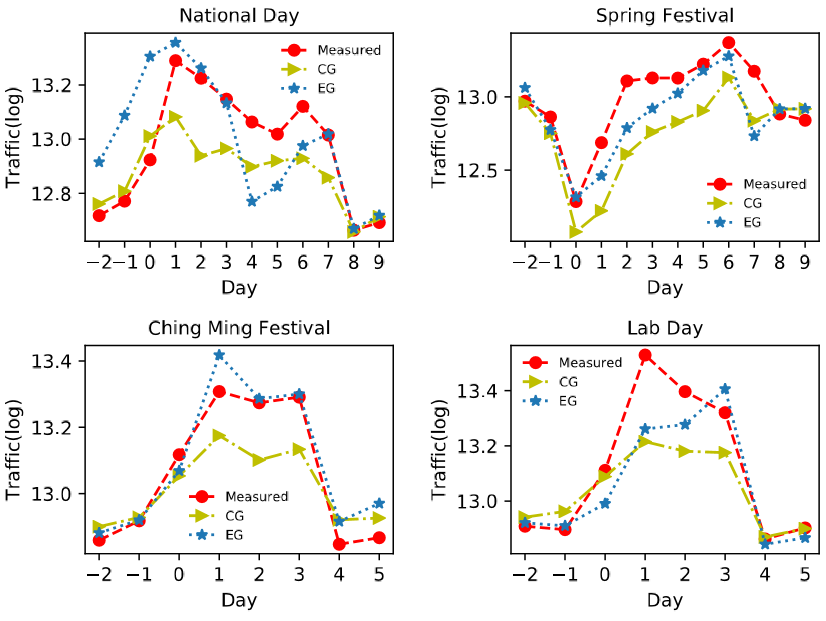 National Day
Traffic(log)
13.2
13.0
12.8
Measured
CG
EG
−2 −1 0 1 2 3 4 5 6 7 8 9
Day
Spring Festival
Traffic(log)
13.0
12.5
Measured
CG
EG
−2 −1 0 1 2 3 4 5 6 7 8 9
Day
Ching Ming Festival
Traffic(log)
13.4
13.2
13.0
Measured
CG
EG
−2 −1 0 1 2 3 4 5
Day
Lab Day
Traffic(log)
13.4
13.2
13.0
Measured
CG
EG
−2 −1 0 1 2 3 4 5
Day